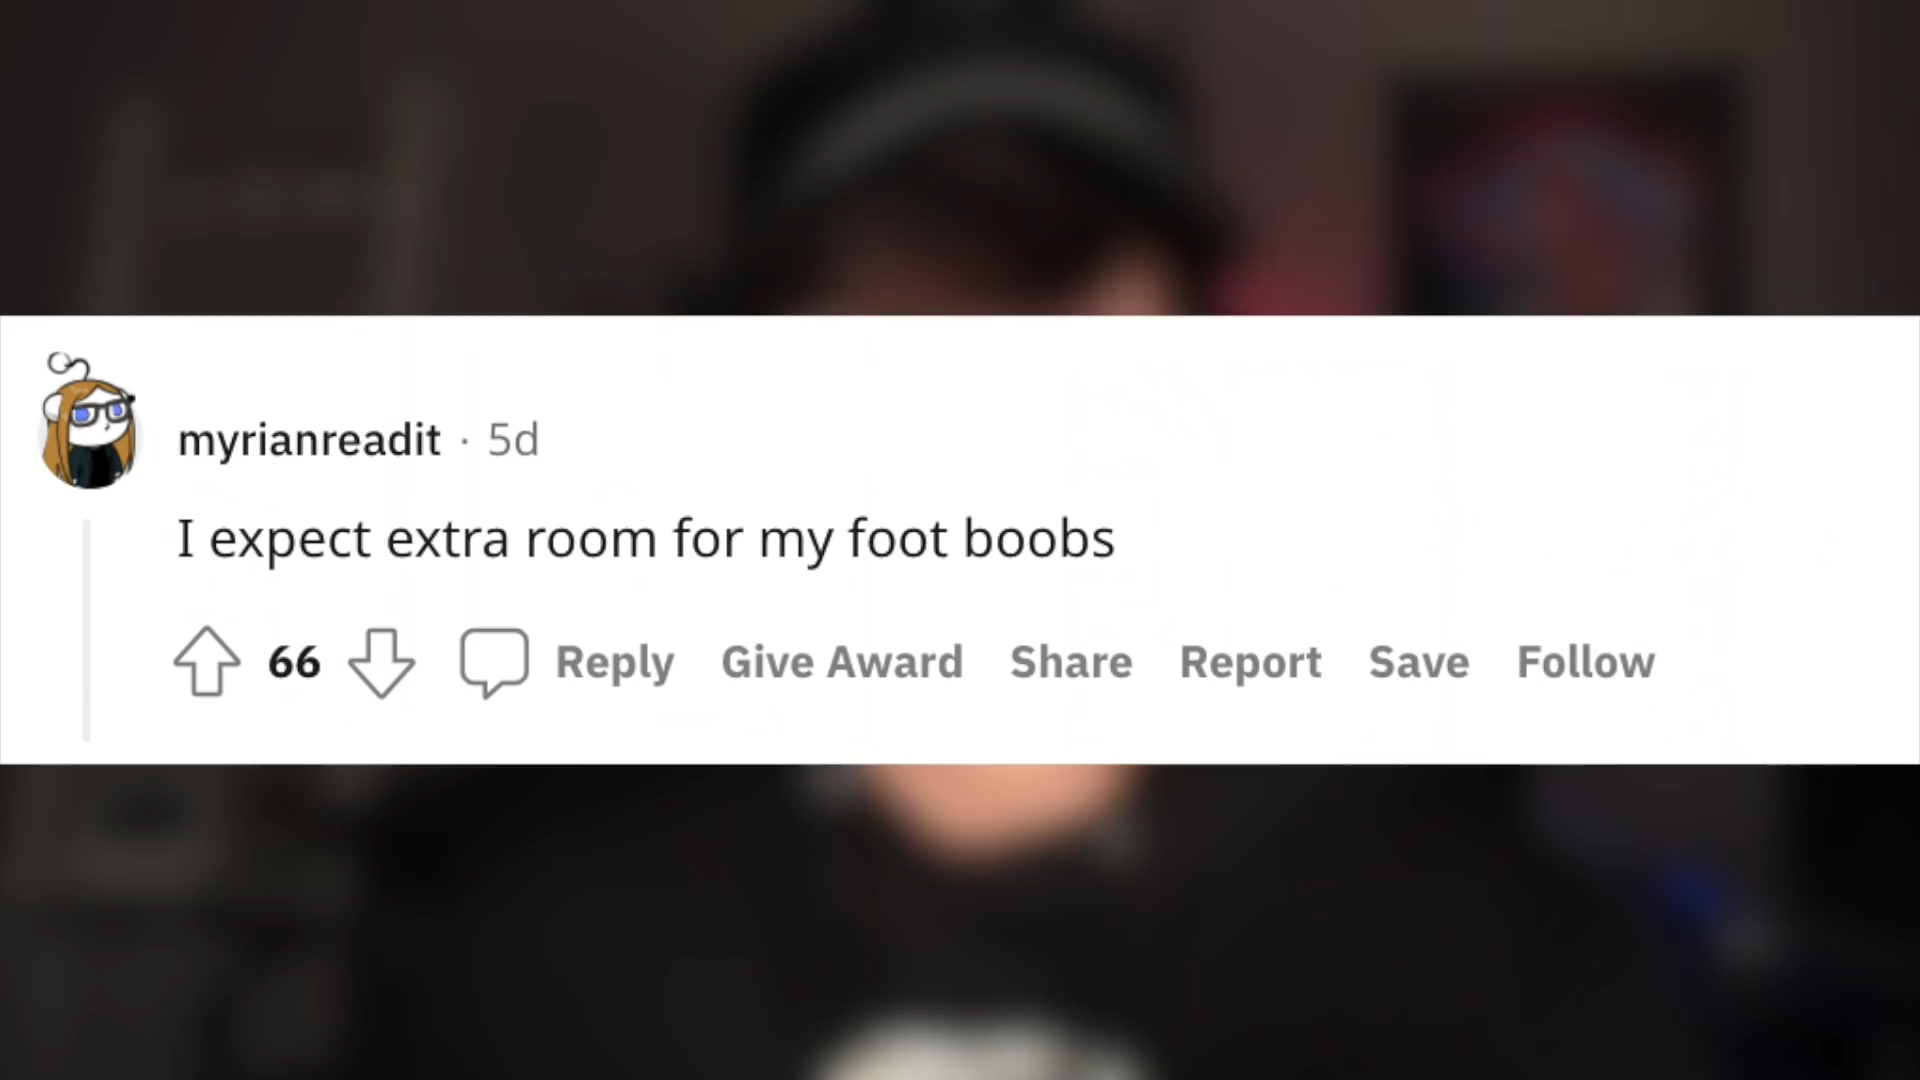 myrianreadit · 5d
I expect extra room for my foot boobs
66 Reply Give Award Share Report Save Follow